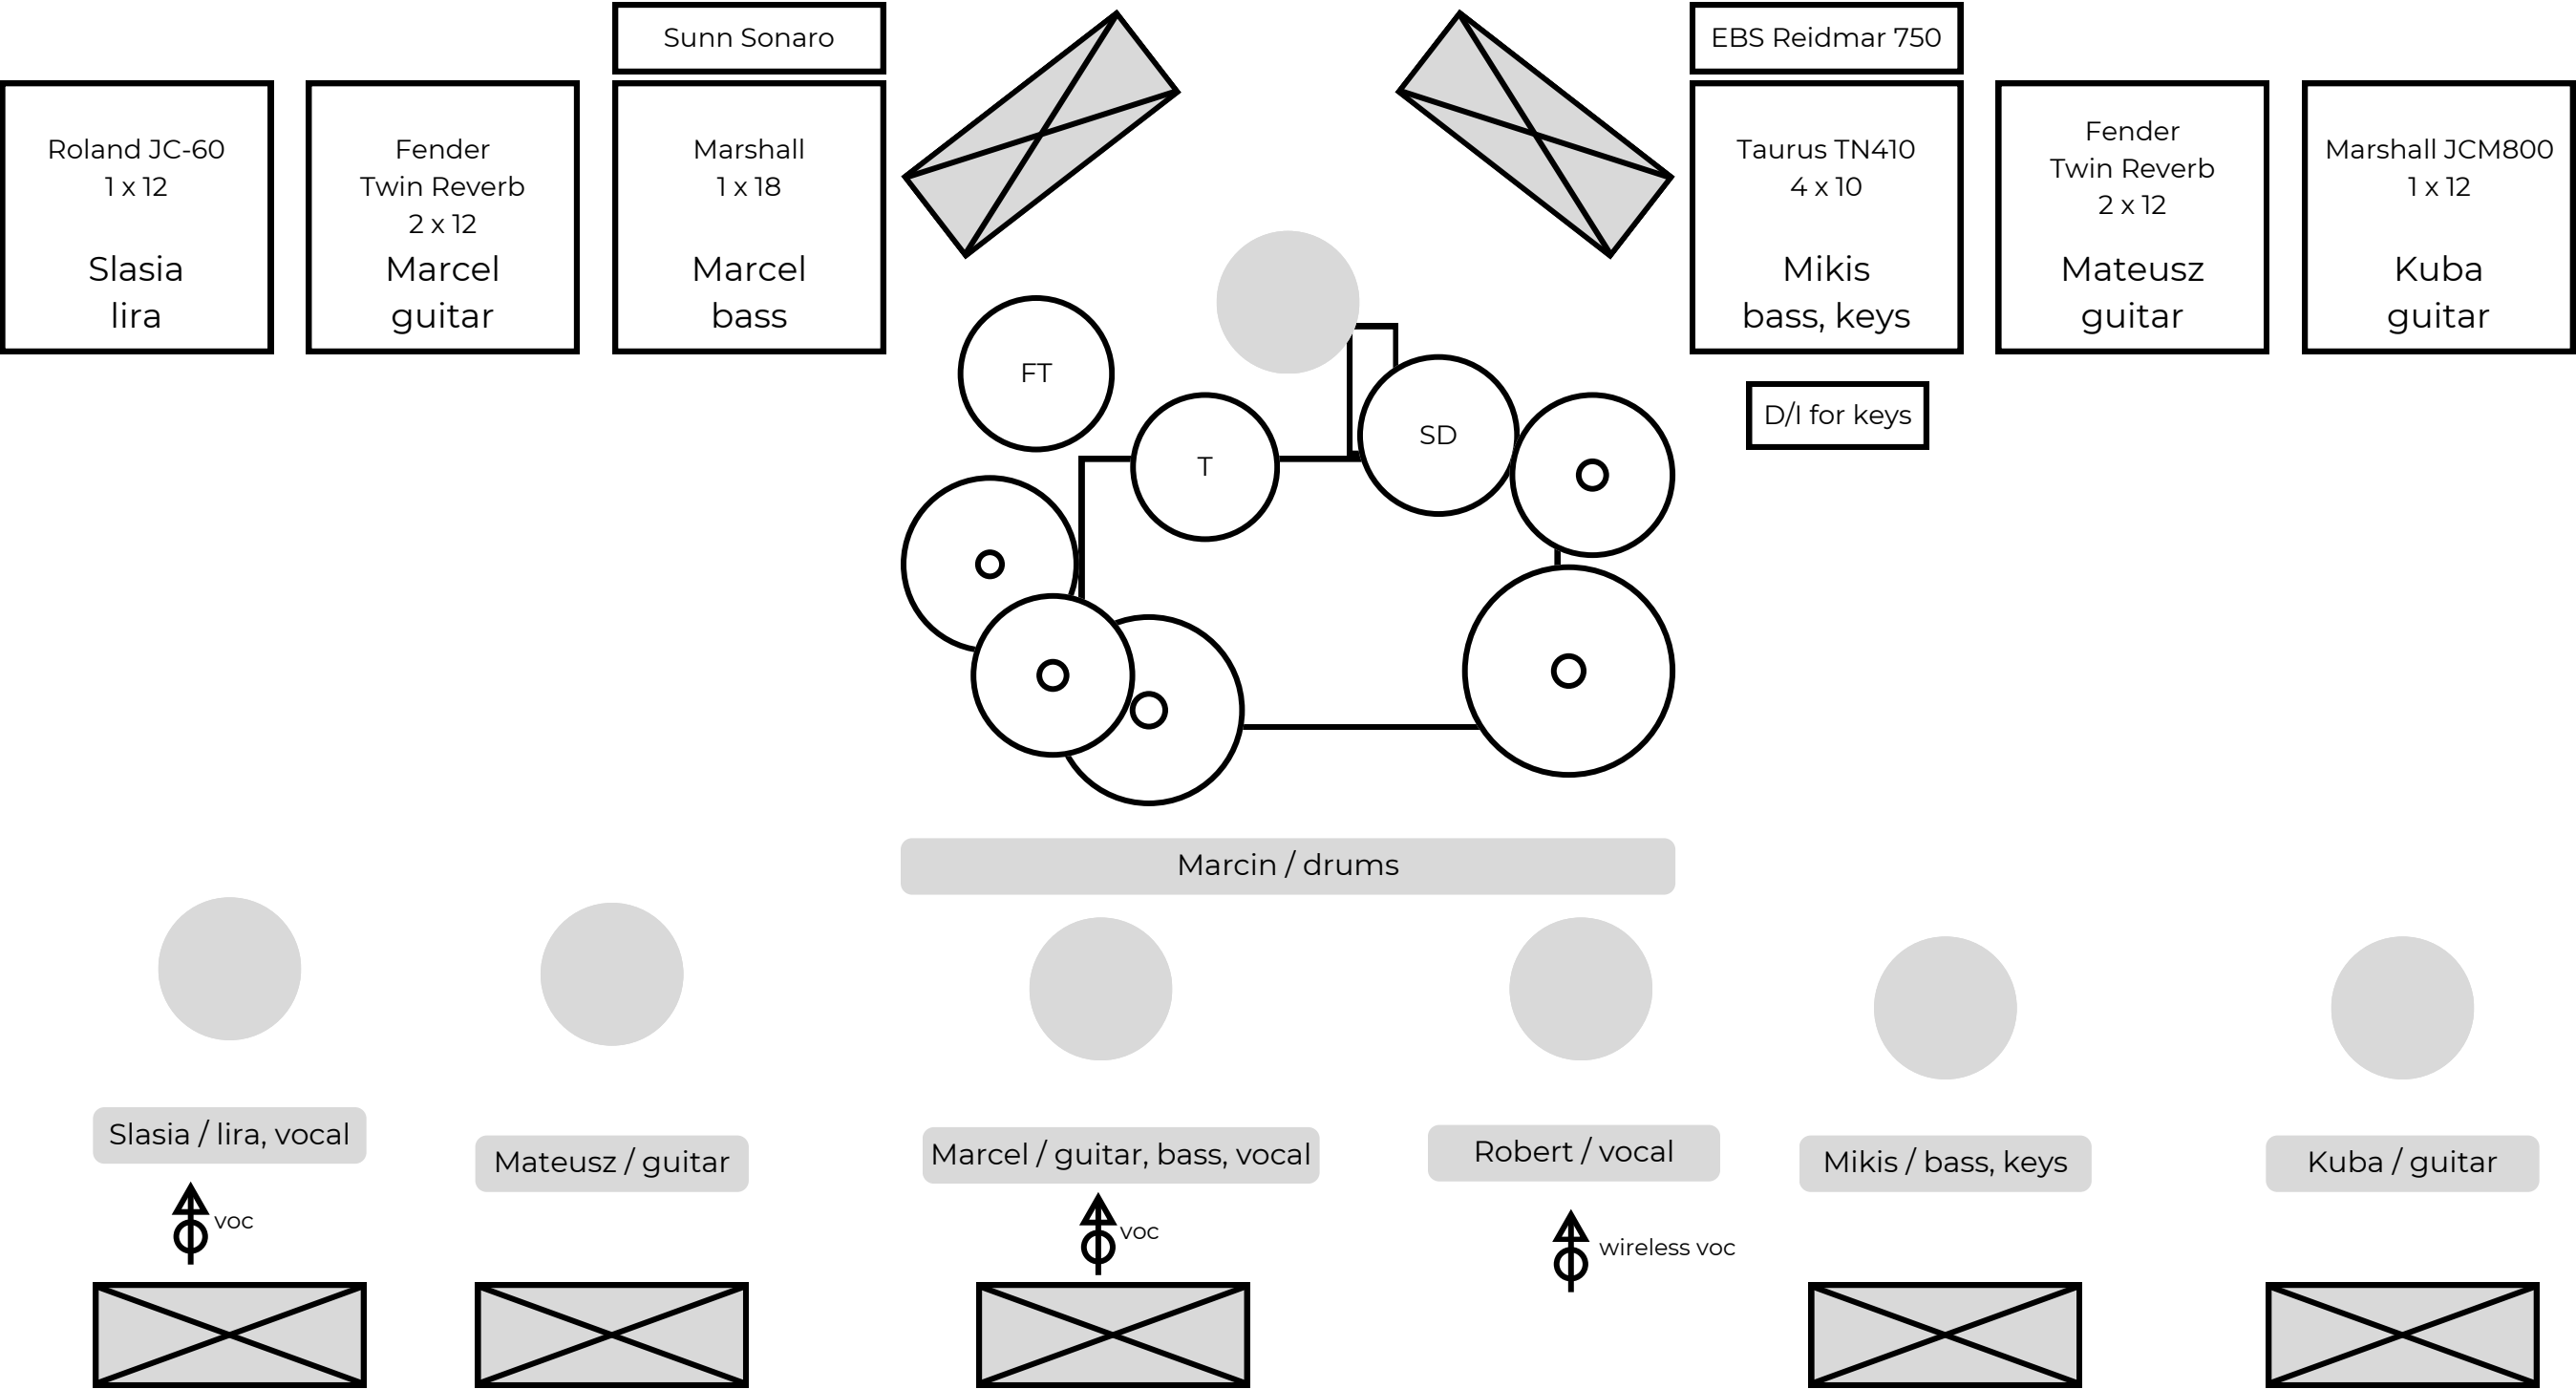 Sunn Sonaro
EBS Reidmar 750
Roland JC-60
1 x 12
Slasia
lira
Fender
Twin Reverb
2 x 12
Marcel
guitar
Marshall
1 x 18
Marcel
bass
Taurus TN410
4 x 10
Mikis
bass, keys
Fender
Twin Reverb
2 x 12
Mateusz
guitar
Marshall JCM800
1 x 12
Kuba
guitar
FT
T
SD
D/I for keys
Marcin / drums
Slasia / lira, vocal
Mateusz / guitar
Marcel / guitar, bass, vocal
Robert / vocal
Mikis / bass, keys
Kuba / guitar
voc
voc
wireless voc